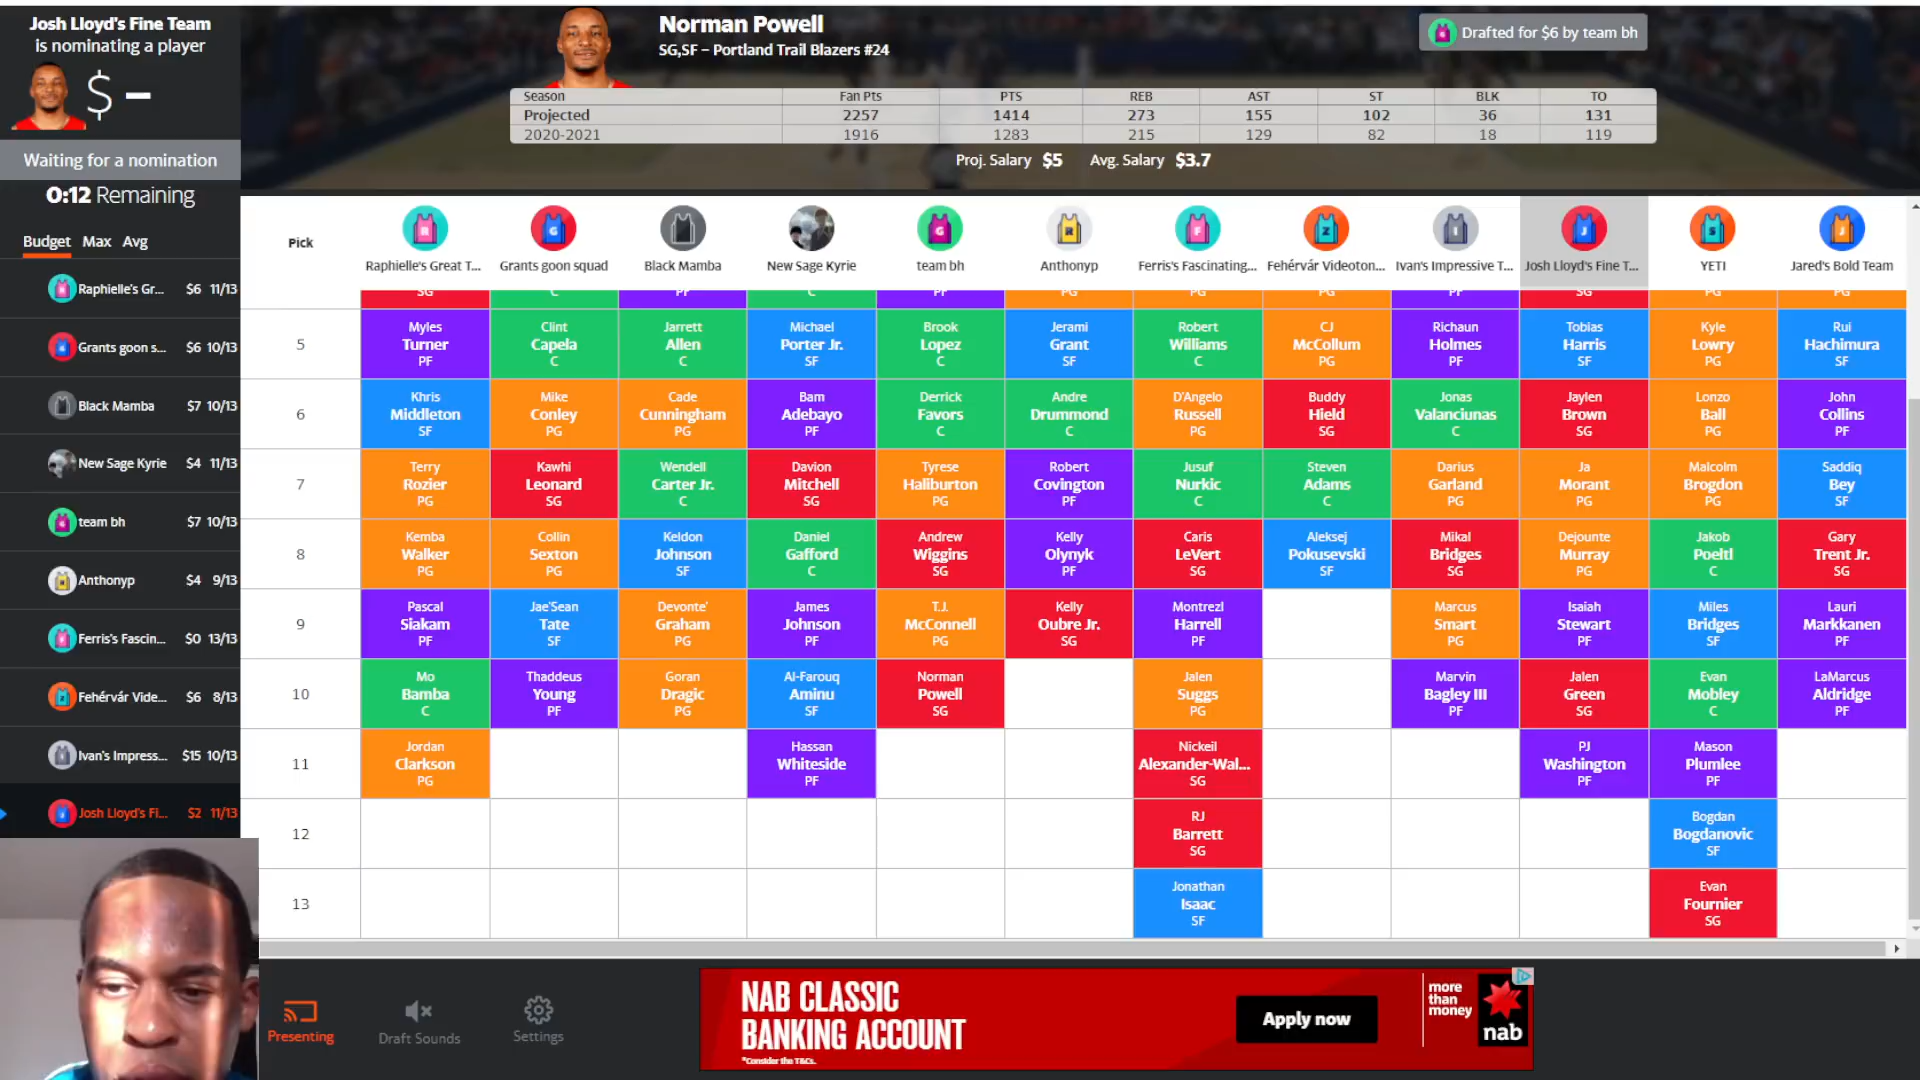 Josh Lloyd's Fine Team
is nominating a player
$ –
Waiting for a nomination
0:12 Remaining
Budget Max Avg
Raphielle's Gr... $6 11/13
Grants goon s... $6 10/13
Black Mamba $7 10/13
New Sage Kyrie $4 11/13
team bh $7 10/13
Anthonyp $4 9/13
Ferris's Fascin... $0 13/13
Fehérvár Vide... $6 8/13
Ivan's Impress... $15 10/13
Josh Lloyd's Fi... $2 11/13
Norman Powell
SG,SF – Portland Trail Blazers #24
Drafted for $6 by team bh
Season Fan Pts PTS REB AST ST BLK TO
Projected 2257 1414 273 155 102 36 131
2020-2021 1916 1283 215 129 82 18 119
Proj. Salary $5 Avg. Salary $3.7
Pick Raphielle's Great T... Grants goon squad Black Mamba New Sage Kyrie team bh Anthonyp Ferris's Fascinating... Fehérvár Videoton... Ivan's Impressive T... Josh Lloyd's Fine T... YETI Jared's Bold Team
SG C PF C PF PG PG PG PF SG PG PG
Myles Clint Jarrett Michael Brook Jerami Robert CJ Richaun Tobias Kyle Rui
5 Turner Capela Allen Porter Jr. Lopez Grant Williams McCollum Holmes Harris Lowry Hachimura
PF C C SF C SF C PG PF SF PG SF
Khris Mike Cade Bam Derrick Andre D'Angelo Buddy Jonas Jaylen Lonzo John
6 Middleton Conley Cunningham Adebayo Favors Drummond Russell Hield Valanciunas Brown Ball Collins
SF PG PG PF C C PG SG C SG PG PF
Terry Kawhi Wendell Davion Tyrese Robert Jusuf Steven Darius Ja Malcolm Saddiq
7 Rozier Leonard Carter Jr. Mitchell Haliburton Covington Nurkic Adams Garland Morant Brogdon Bey
PG SG C SG PG PF C C PG PG PG SF
Kemba Collin Keldon Daniel Andrew Kelly Caris Aleksej Mikal Dejounte Jakob Gary
8 Walker Sexton Johnson Gafford Wiggins Olynyk LeVert Pokusevski Bridges Murray Poeltl Trent Jr.
PG PG SF C SG PF SG SF SG PG C SG
Pascal Jae'Sean Devonte' James T.J. Kelly Montrezl Marcus Isaiah Miles Lauri
9 Siakam Tate Graham Johnson McConnell Oubre Jr. Harrell Smart Stewart Bridges Markkanen
PF SF PG PF PG SG PF PG PF SF PF
Mo Thaddeus Goran Al-Farouq Norman Jalen Marvin Jalen Evan LaMarcus
10 Bamba Young Dragic Aminu Powell Suggs Bagley III Green Mobley Aldridge
C PF PG SF SG PG PF SG C PF
Jordan Hassan Nickeil PJ Mason
11 Clarkson Whiteside Alexander-Wal... Washington Plumlee
PG PF SG PF PF
RJ Bogdan
12 Barrett Bogdanovic
SG SF
Jonathan Evan
13 Isaac Fournier
SF SG
Presenting Draft Sounds Settings
NAB CLASSIC
BANKING ACCOUNT
*Consider the T&Cs.
Apply now
more
than
money
nab